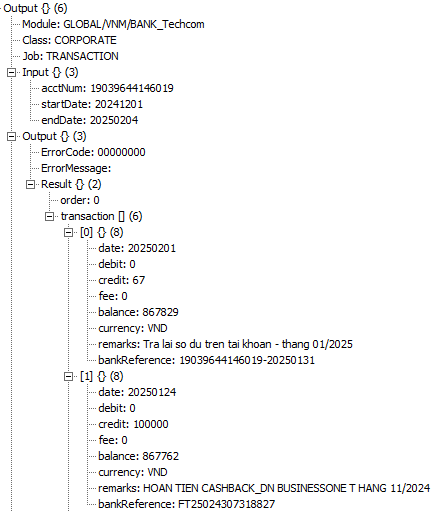 Output {} (6)
Module: GLOBAL/VNM/BANK_Techcom
Class: CORPORATE
Job: TRANSACTION
Input {} (3)
acctNum: 19039644146019
startDate: 20241201
endDate: 20250204
Output {} (3)
ErrorCode: 00000000
ErrorMessage:
Result {} (2)
order: 0
transaction [] (6)
[0] {} (8)
date: 20250201
debit: 0
credit: 67
fee: 0
balance: 867829
currency: VND
remarks: Tra lai so du tren tai khoan - thang 01/2025
bankReference: 19039644146019-20250131
[1] {} (8)
date: 20250124
debit: 0
credit: 100000
fee: 0
balance: 867762
currency: VND
remarks: HOAN TIEN CASHBACK_DN BUSINESSONE T HANG 11/2024
bankReference: FT25024307318827